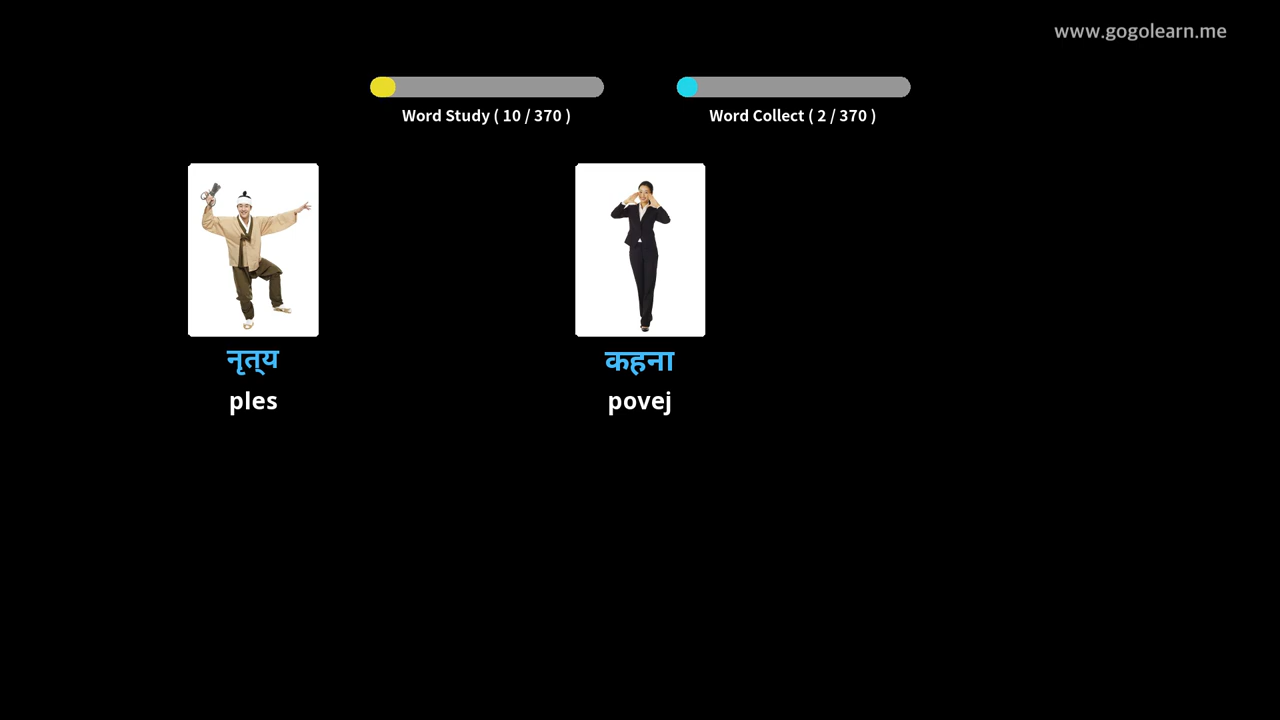 www.gogolearn.me
Word Study ( 10 / 370 )
Word Collect ( 2 / 370 )
नृत्य
कहना
ples
povej